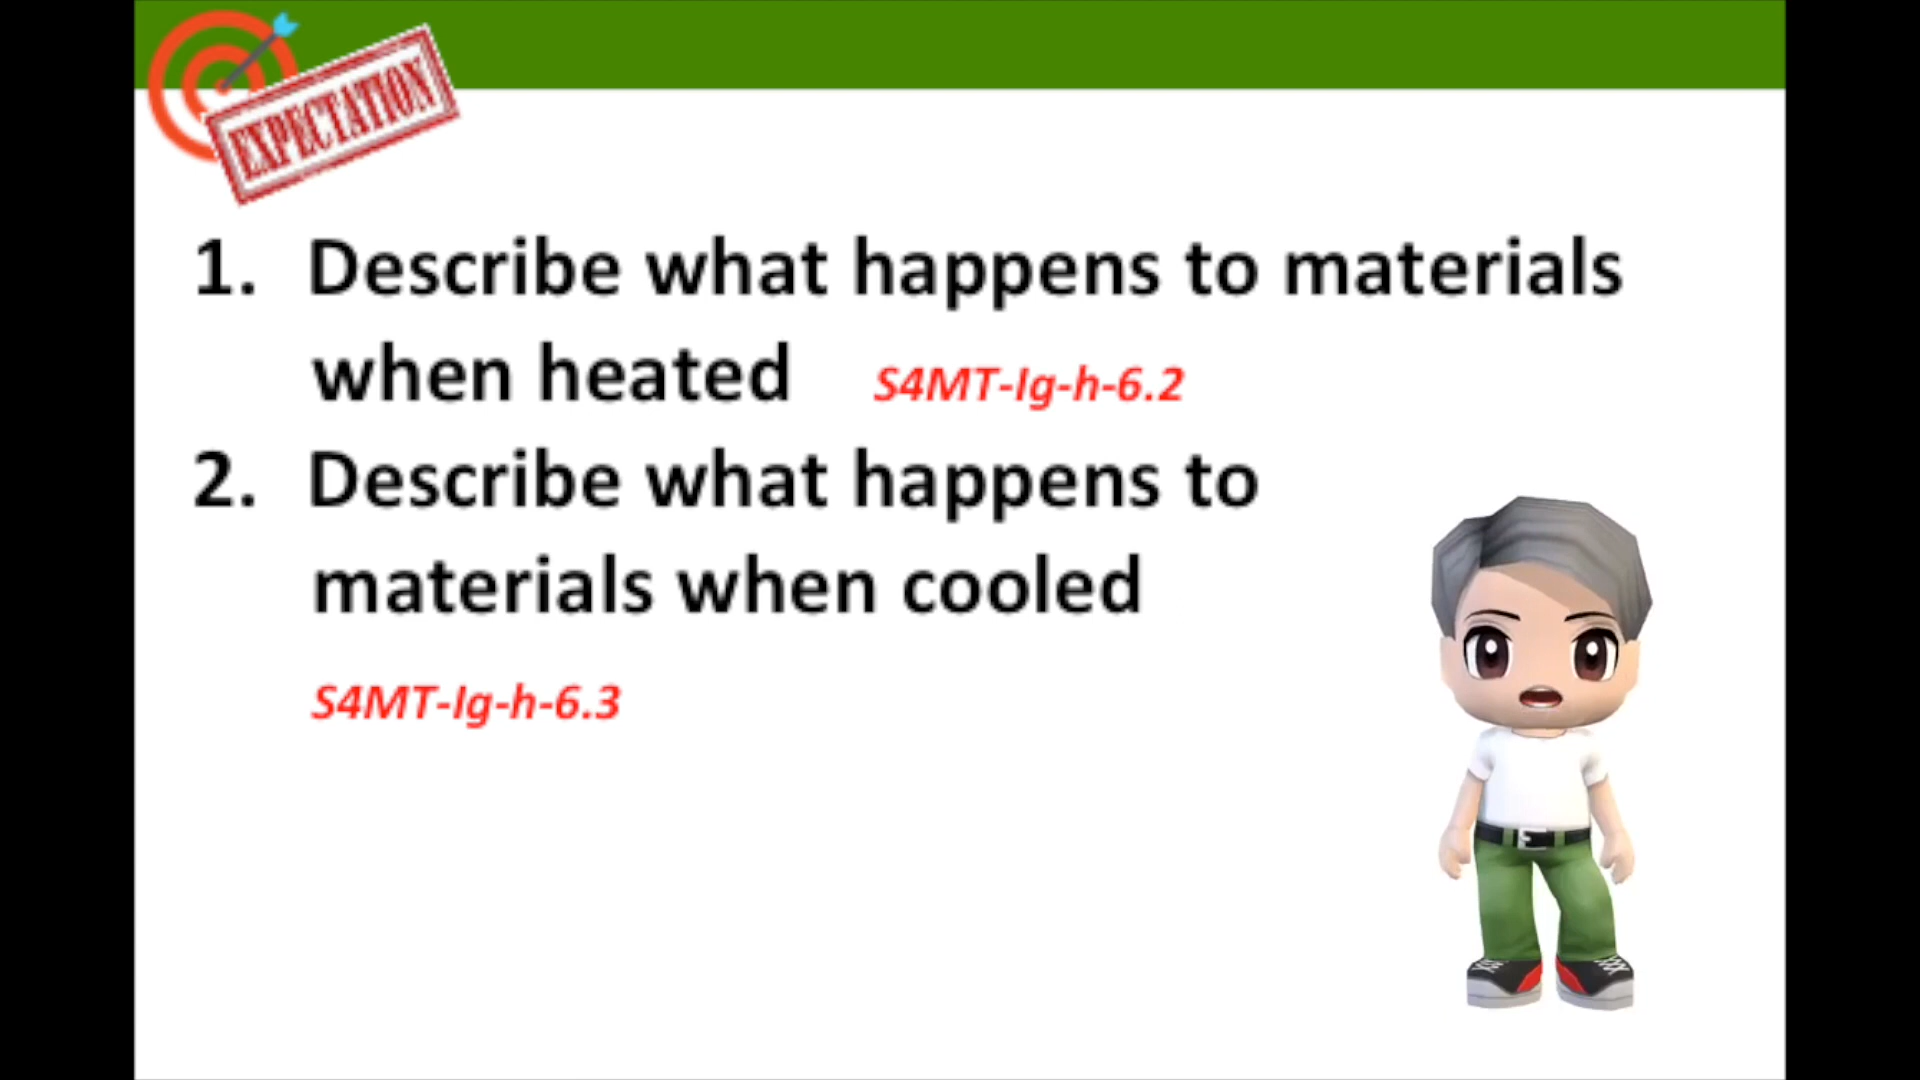 EXPECTATION
1. Describe what happens to materials
when heated S4MT-Ig-h-6.2
2. Describe what happens to
materials when cooled
S4MT-Ig-h-6.3